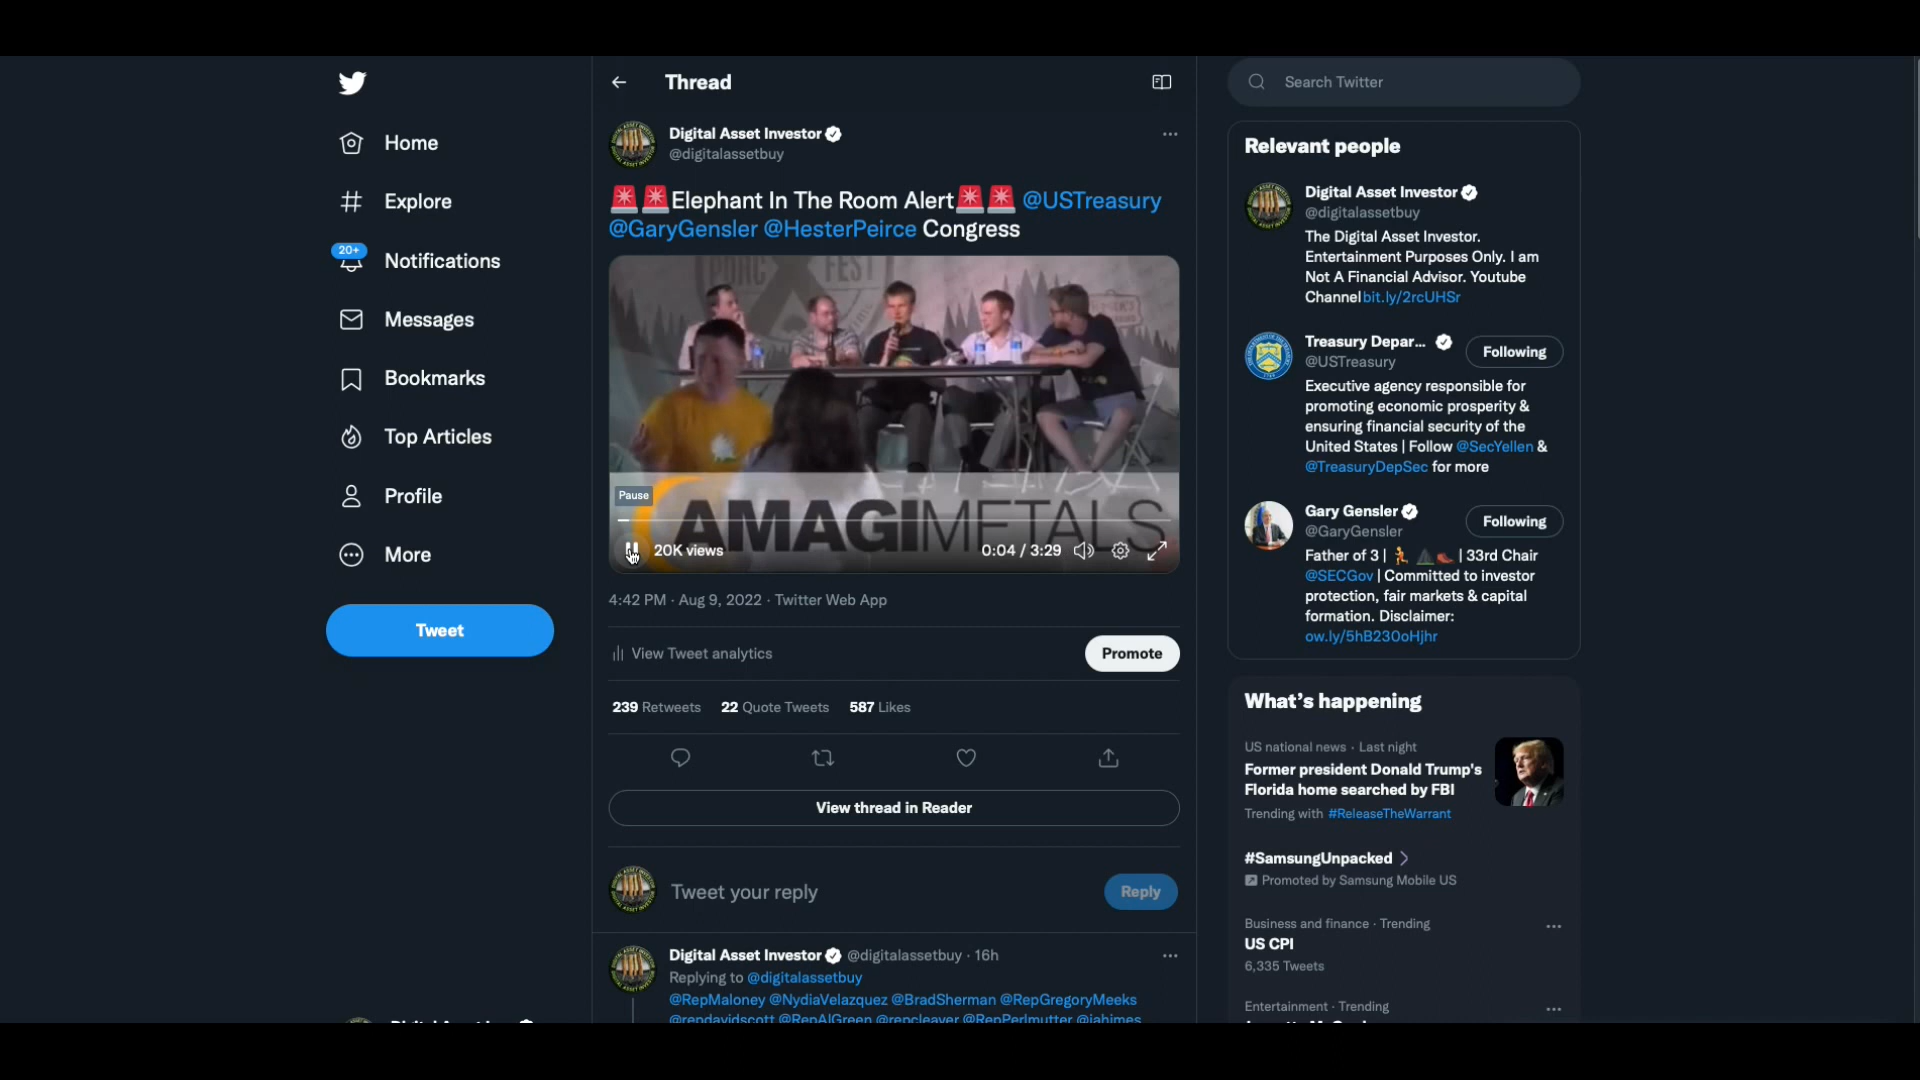 Thread
Search Twitter
Home
Explore
20+
Notifications
Messages
Bookmarks
Top Articles
Profile
More
Tweet
Digital Asset Investor
@digitalassetbuy
🚨🚨Elephant In The Room Alert🚨🚨 @USTreasury
@GaryGensler @HesterPeirce Congress
PORC FEST
AMAGIMETALS
Pause
20K views
0:04 / 3:29
4:42 PM · Aug 9, 2022 · Twitter Web App
View Tweet analytics
Promote
239 Retweets 22 Quote Tweets 587 Likes
View thread in Reader
Tweet your reply
Reply
Digital Asset Investor @digitalassetbuy · 16h
Replying to @digitalassetbuy
@RepMaloney @NydiaVelazquez @BradSherman @RepGregoryMeeks
@repdavidscott @RepAlGreen @repcleaver @RepPerlmutter @jahimes
Relevant people
Digital Asset Investor
@digitalassetbuy
The Digital Asset Investor.
Entertainment Purposes Only. I am
Not A Financial Advisor. Youtube
Channel bit.ly/2rcUHSr
Treasury Depar...
@USTreasury
Following
Executive agency responsible for
promoting economic prosperity &
ensuring financial security of the
United States | Follow @SecYellen &
@TreasuryDepSec for more
Gary Gensler
@GaryGensler
Following
Father of 3 | 🏃 ⛰️👞 | 33rd Chair
@SECGov | Committed to investor
protection, fair markets & capital
formation. Disclaimer:
ow.ly/5hB230oHjhr
What's happening
US national news · Last night
Former president Donald Trump's
Florida home searched by FBI
Trending with #ReleaseTheWarrant
#SamsungUnpacked
Promoted by Samsung Mobile US
Business and finance · Trending
US CPI
6,335 Tweets
Entertainment · Trending